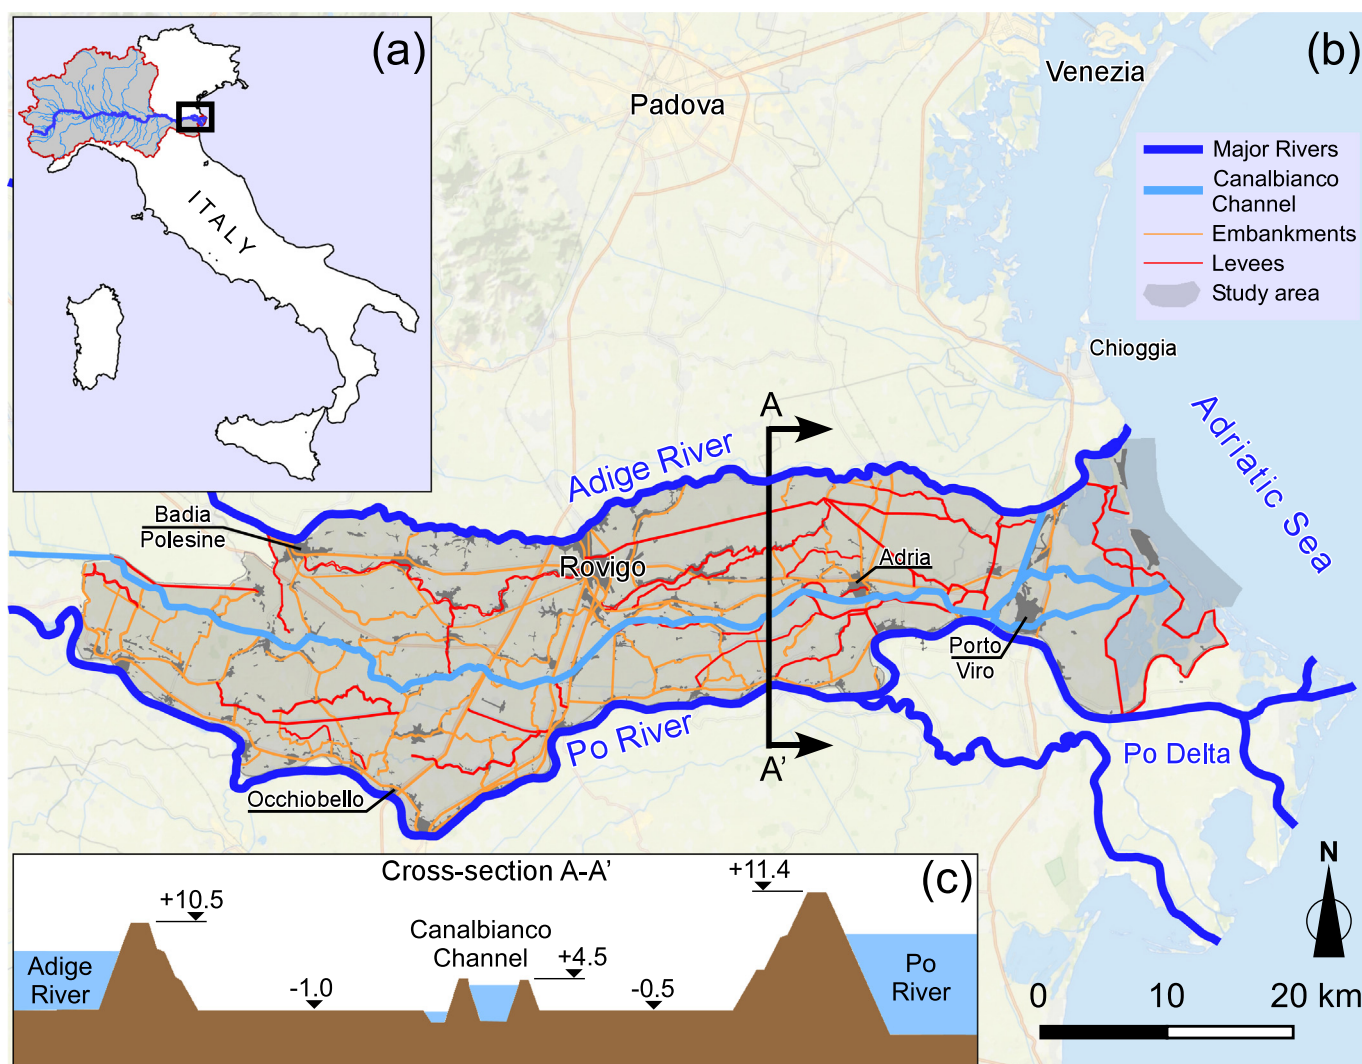 (a)
ITALY
(b)
Venezia
Padova
Major Rivers
Canalbianco
Channel
Embankments
Levees
Study area
Chioggia
A
Adige River
Adriatic Sea
Badia
Polesine
Rovigo
Adria
Porto
Viro
Po River
A'
Po Delta
Occhiobello
N
0 10 20 km
Cross-section A-A'
(c)
+10.5
+11.4
Canalbianco
Channel
+4.5
Adige
River
-1.0
-0.5
Po
River